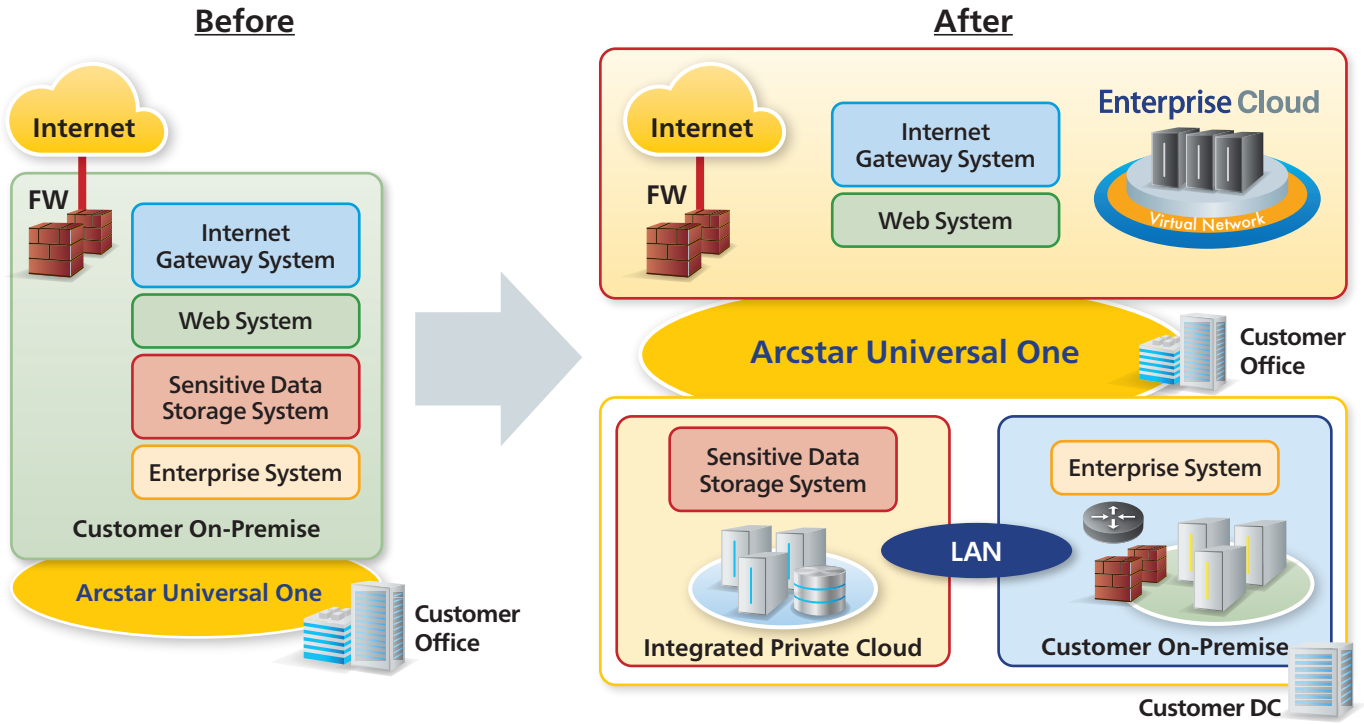 Before
Internet
FW
Internet
Gateway System
Web System
Sensitive Data
Storage System
Enterprise System
Customer On-Premise
Arcstar Universal One
Customer
Office
After
Internet
FW
Internet
Gateway System
Web System
Enterprise Cloud
Virtual Network
Arcstar Universal One
Customer
Office
Sensitive Data
Storage System
Integrated Private Cloud
LAN
Enterprise System
Customer On-Premise
Customer DC